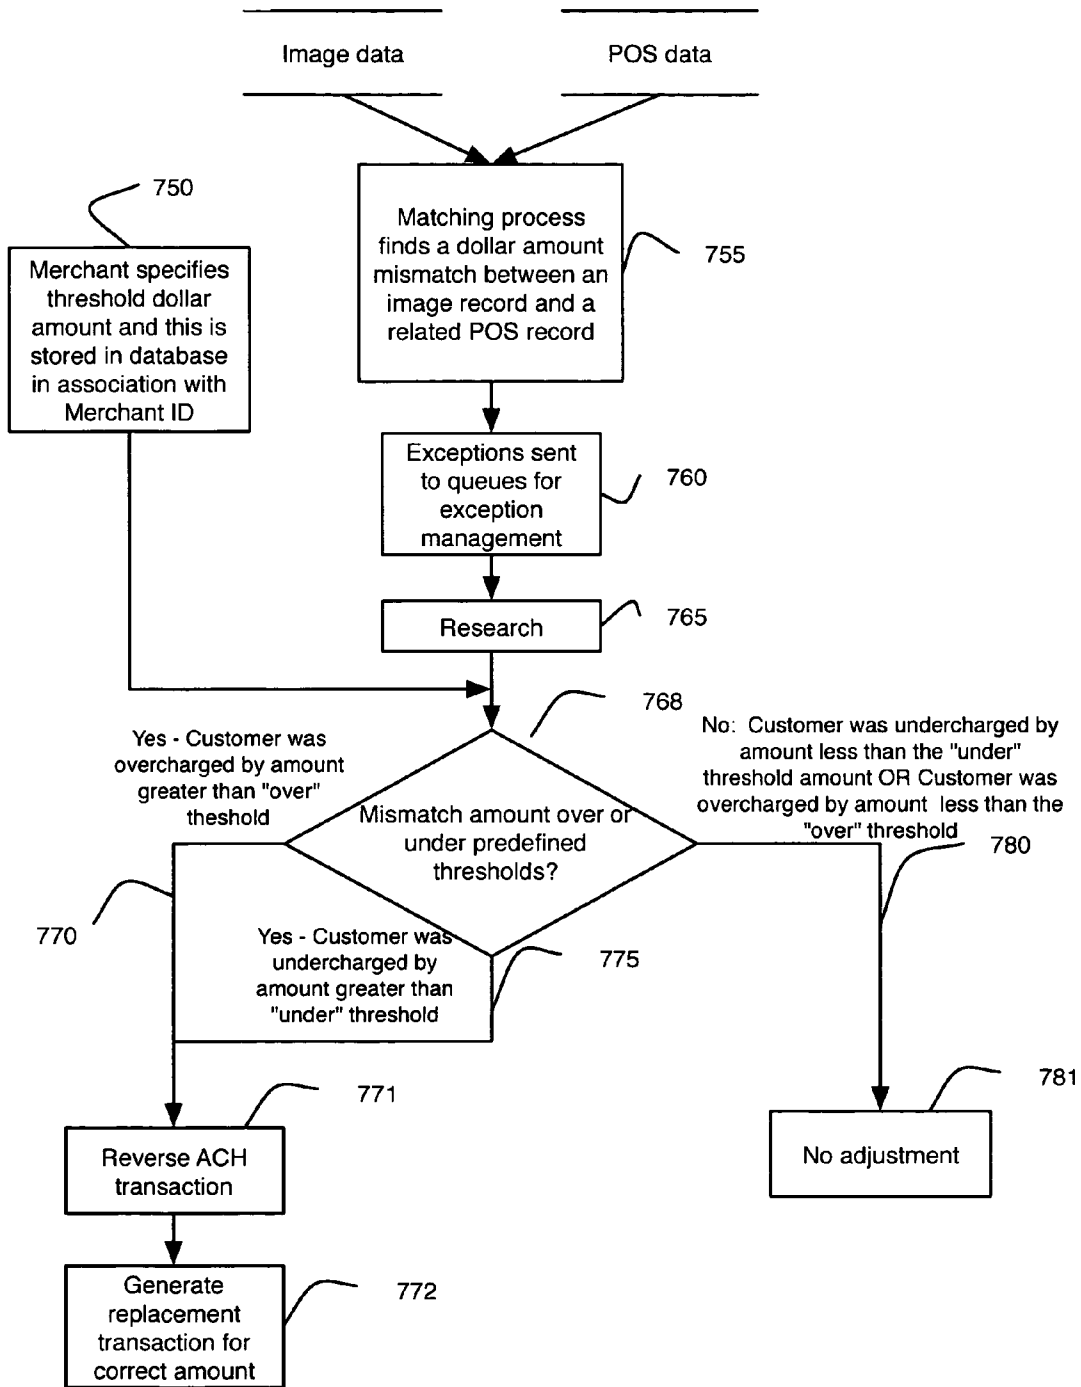 Image data
POS data
750
Merchant specifies
threshold dollar
amount and this is
stored in database
in association with
Merchant ID
Matching process
finds a dollar amount
mismatch between an
image record and a
related POS record
755
Exceptions sent
to queues for
exception
management
760
Research
765
768
Yes - Customer was
overcharged by amount
greater than "over"
theshold
Mismatch amount over or
under predefined
thresholds?
No:  Customer was undercharged by
amount less than the "under"
threshold amount OR Customer was
overcharged by amount  less than the
"over" threshold
780
770
Yes - Customer was
undercharged by
amount greater than
"under" threshold
775
771
Reverse ACH
transaction
781
No adjustment
Generate
replacement
transaction for
correct amount
772